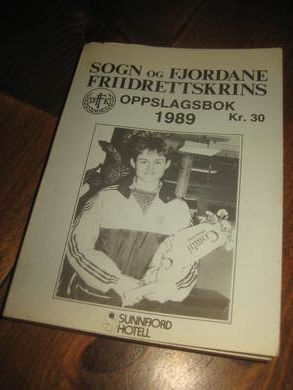 SOGN OG FJORDANE
FRIIDRETTSKRINS
OPPSLAGSBOK
1989 Kr. 30
SUNNFJORD
HOTELL